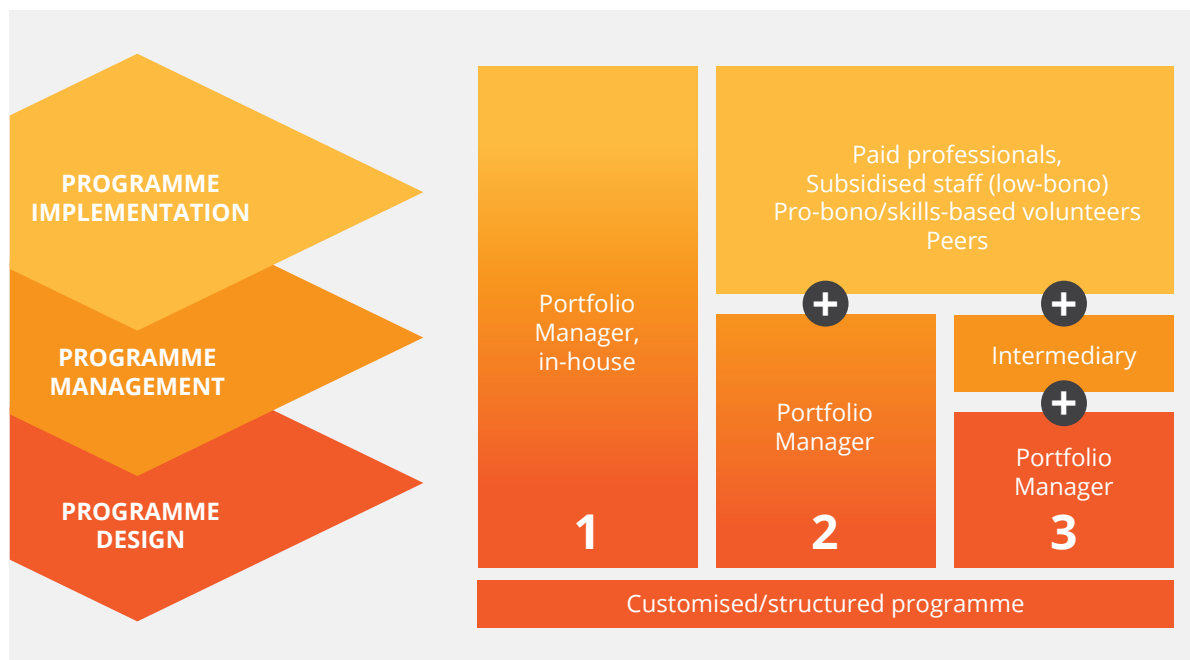 PROGRAMME
IMPLEMENTATION
PROGRAMME
MANAGEMENT
PROGRAMME
DESIGN
Portfolio
Manager,
in-house
1
Paid professionals,
Subsidised staff (low-bono)
Pro-bono/skills-based volunteers
Peers
+
+
Portfolio
Manager
2
Intermediary
+
Portfolio
Manager
3
Customised/structured programme